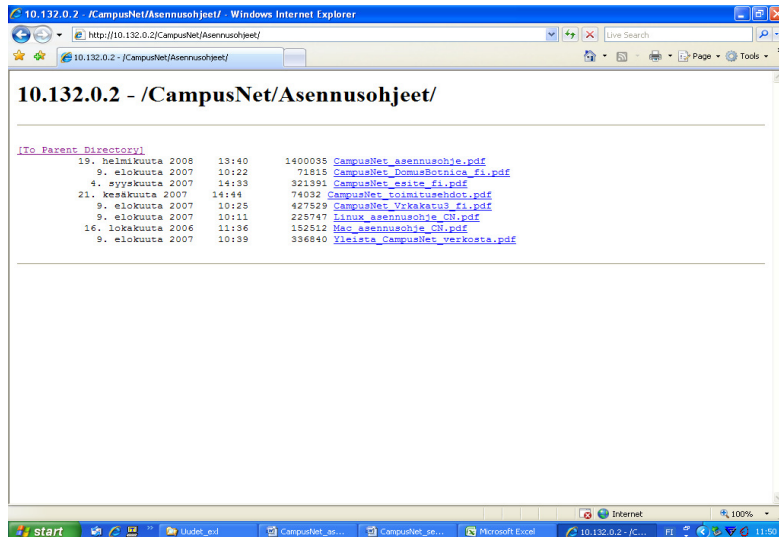 10.132.0.2 - /CampusNet/Asennusohjeet/ - Windows Internet Explorer
http://10.132.0.2/CampusNet/Asennusohjeet/
Live Search
10.132.0.2 - /CampusNet/Asennusohjeet/
Page
Tools
10.132.0.2 - /CampusNet/Asennusohjeet/
[To Parent Directory]
19. helmikuuta 2008 13:40 1400035 CampusNet_asennusohje.pdf
9. elokuuta 2007 10:22 71815 CampusNet_DomusBotnica_fi.pdf
4. syyskuuta 2007 14:33 321391 CampusNet_esite_fi.pdf
21. kesäkuuta 2007 14:44 74032 CampusNet_toimitusehdot.pdf
9. elokuuta 2007 10:25 427529 CampusNet_Vrkakatu3_fi.pdf
9. elokuuta 2007 10:11 225747 Linux_asennusohje_CN.pdf
16. lokakuuta 2006 11:36 152512 Mac_asennusohje_CN.pdf
9. elokuuta 2007 10:39 336840 Yleista_CampusNet_verkosta.pdf
Internet
100%
start
Uudet_exl
CampusNet_as...
CampusNet_se...
Microsoft Excel
10.132.0.2 - /C...
FI
11:50